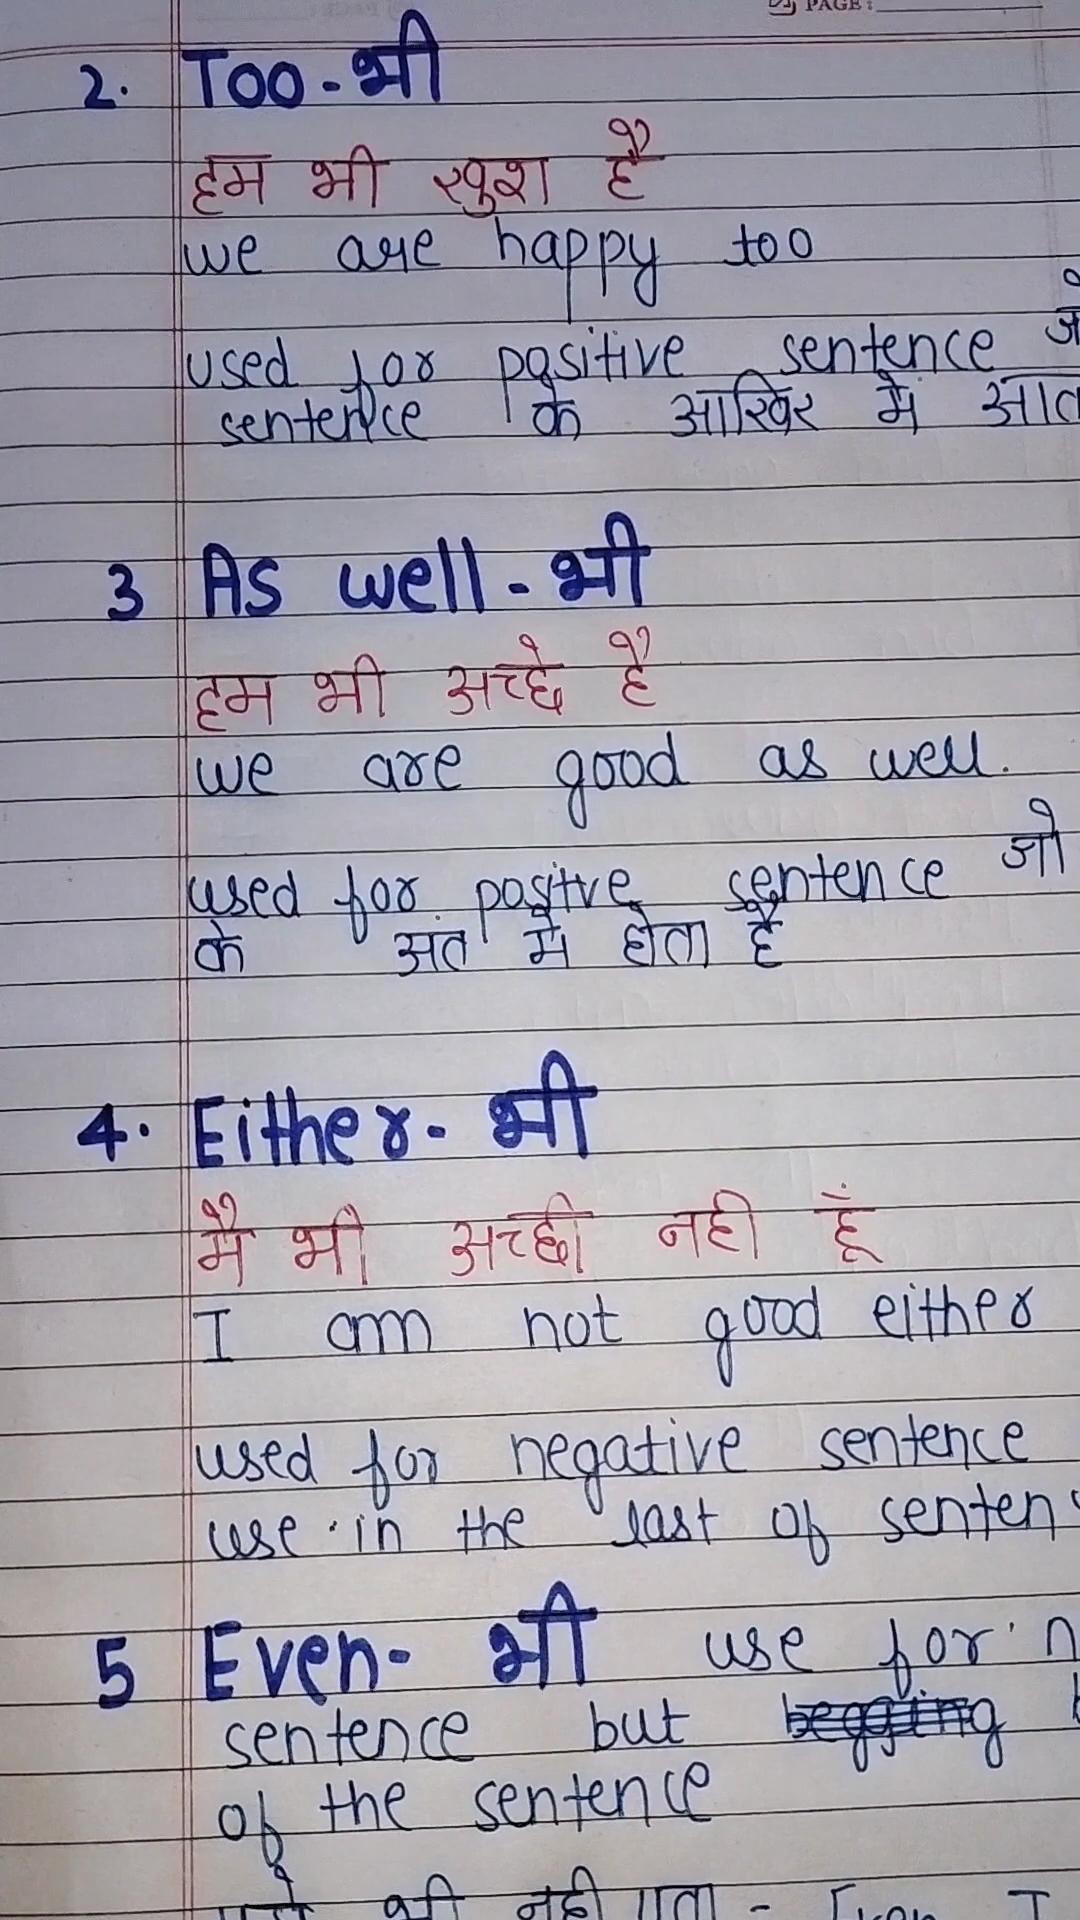 PAGE:
2. Too - भी
हम भी खुश है
we are happy too
used for positive sentence
sentence के आखिर में
3 As well - भी
हम भी अच्छे है
we are good as well.
used for positve sentence जो
के अंत में होता है
4. Either - भी
मै भी अच्छी नही हूं
I am not good either
used for negative sentence
use in the last of
5 Even - भी use for
sentence but
of the sentence
भी नही